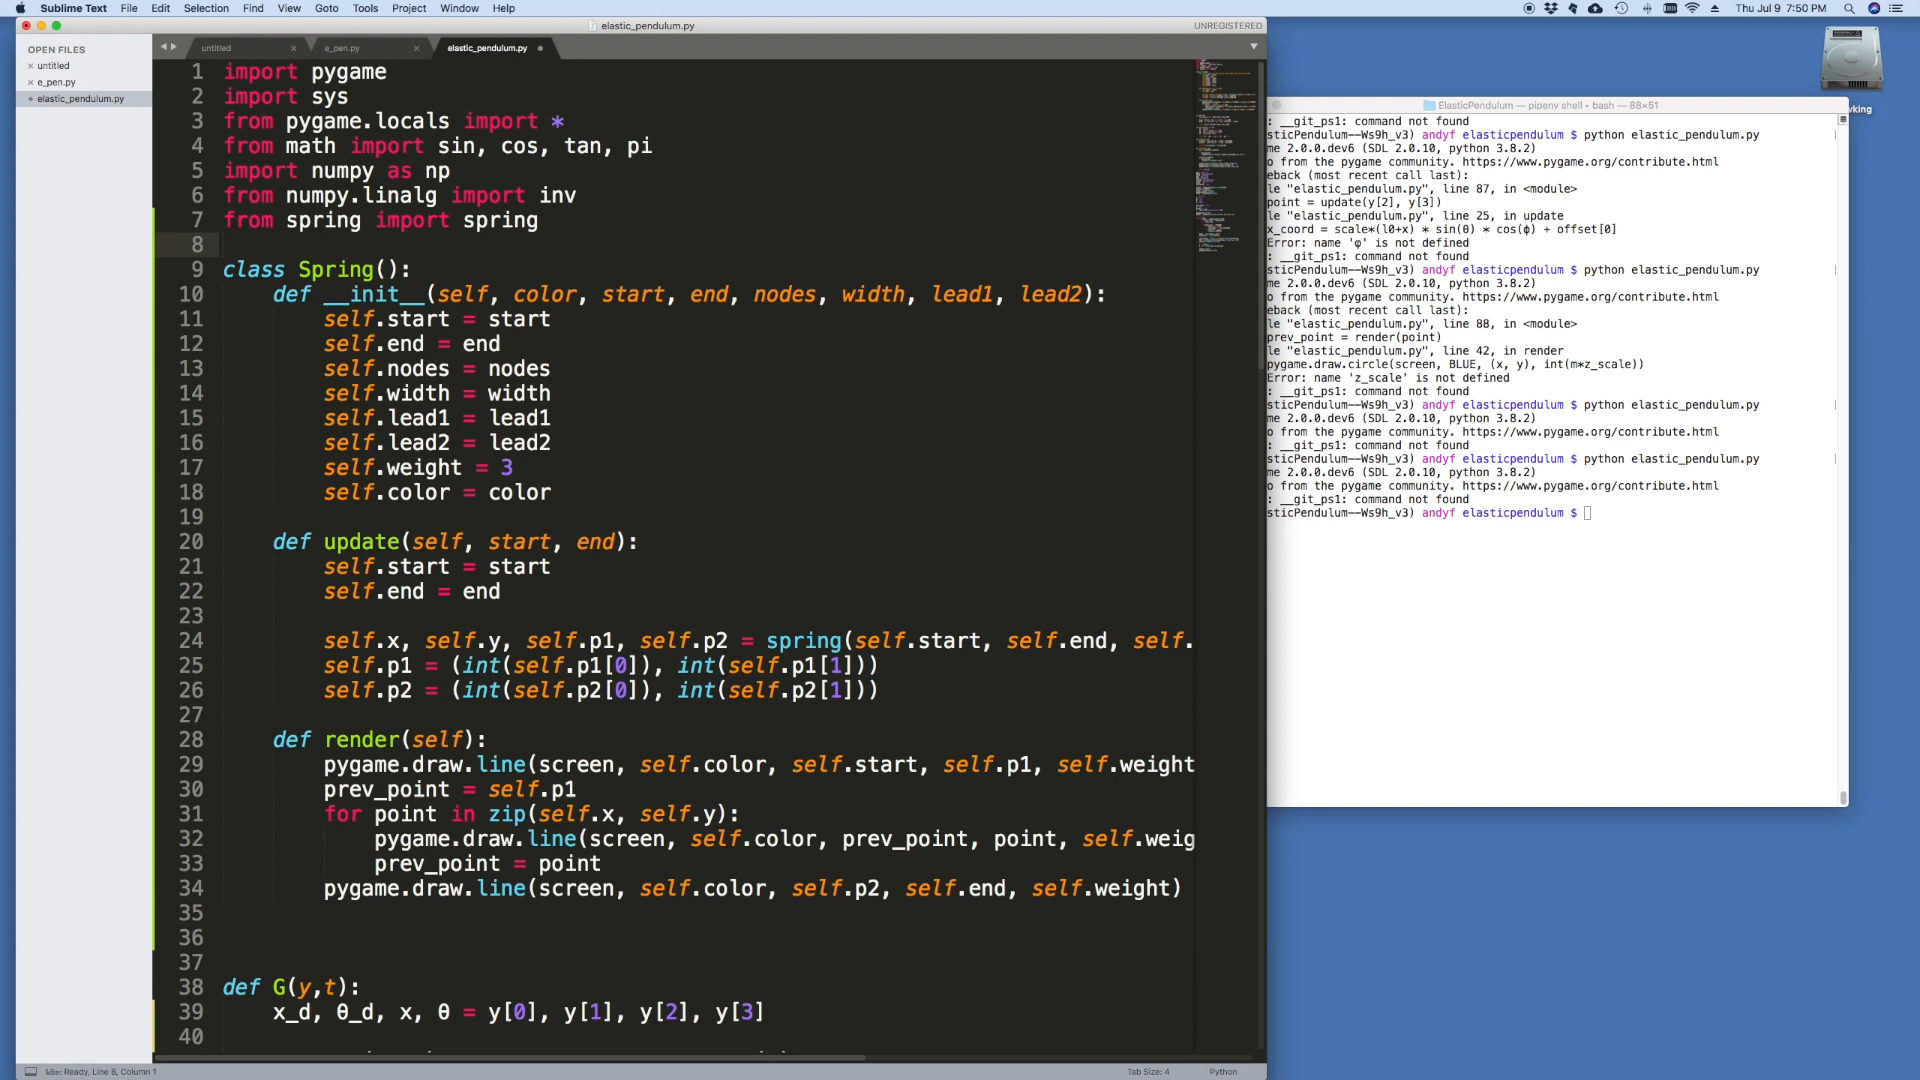 Sublime Text File Edit Selection Find View Goto Tools Project Window Help
Thu Jul 9 7:50 PM
elastic_pendulum.py
UNREGISTERED
OPEN FILES
untitled
e_pen.py
elastic_pendulum.py
untitled
e_pen.py
elastic_pendulum.py
1 import pygame
2 import sys
3 from pygame.locals import *
4 from math import sin, cos, tan, pi
5 import numpy as np
6 from numpy.linalg import inv
7 from spring import spring
8
9 class Spring():
10 def __init__(self, color, start, end, nodes, width, lead1, lead2):
11 self.start = start
12 self.end = end
13 self.nodes = nodes
14 self.width = width
15 self.lead1 = lead1
16 self.lead2 = lead2
17 self.weight = 3
18 self.color = color
19
20 def update(self, start, end):
21 self.start = start
22 self.end = end
23
24 self.x, self.y, self.p1, self.p2 = spring(self.start, self.end, self.
25 self.p1 = (int(self.p1[0]), int(self.p1[1]))
26 self.p2 = (int(self.p2[0]), int(self.p2[1]))
27
28 def render(self):
29 pygame.draw.line(screen, self.color, self.start, self.p1, self.weight
30 prev_point = self.p1
31 for point in zip(self.x, self.y):
32 pygame.draw.line(screen, self.color, prev_point, point, self.weig
33 prev_point = point
34 pygame.draw.line(screen, self.color, self.p2, self.end, self.weight)
35
36
37
38 def G(y,t):
39 x_d, θ_d, x, θ = y[0], y[1], y[2], y[3]
40
kite: Ready, Line 8, Column 1
Tab Size: 4
Python
ElasticPendulum — pipenv shell • bash — 88×51
: __git_ps1: command not found
sticPendulum--Ws9h_v3) andyf elasticpendulum $ python elastic_pendulum.py
me 2.0.0.dev6 (SDL 2.0.10, python 3.8.2)
o from the pygame community. https://www.pygame.org/contribute.html
eback (most recent call last):
le "elastic_pendulum.py", line 87, in <module>
point = update(y[2], y[3])
le "elastic_pendulum.py", line 25, in update
x_coord = scale*(l0+x) * sin(θ) * cos(ϕ) + offset[0]
Error: name 'φ' is not defined
: __git_ps1: command not found
sticPendulum--Ws9h_v3) andyf elasticpendulum $ python elastic_pendulum.py
me 2.0.0.dev6 (SDL 2.0.10, python 3.8.2)
o from the pygame community. https://www.pygame.org/contribute.html
eback (most recent call last):
le "elastic_pendulum.py", line 88, in <module>
prev_point = render(point)
le "elastic_pendulum.py", line 42, in render
pygame.draw.circle(screen, BLUE, (x, y), int(m*z_scale))
Error: name 'z_scale' is not defined
: __git_ps1: command not found
sticPendulum--Ws9h_v3) andyf elasticpendulum $ python elastic_pendulum.py
me 2.0.0.dev6 (SDL 2.0.10, python 3.8.2)
o from the pygame community. https://www.pygame.org/contribute.html
: __git_ps1: command not found
sticPendulum--Ws9h_v3) andyf elasticpendulum $ python elastic_pendulum.py
me 2.0.0.dev6 (SDL 2.0.10, python 3.8.2)
o from the pygame community. https://www.pygame.org/contribute.html
: __git_ps1: command not found
sticPendulum--Ws9h_v3) andyf elasticpendulum $
wking